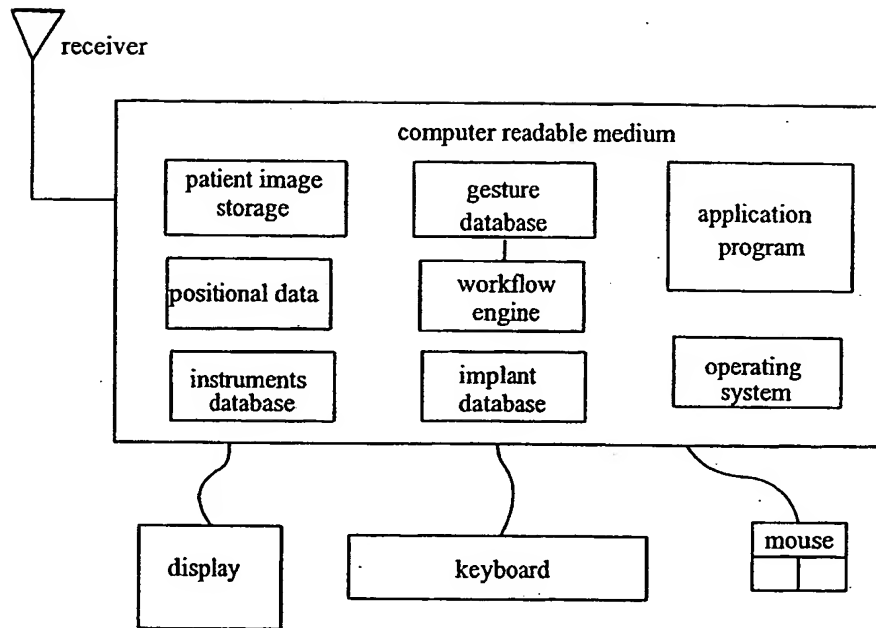 receiver
computer readable medium
patient image
storage
gesture
database
application
program
positional data
workflow
engine
instruments
database
implant
database
operating
system
display
keyboard
mouse